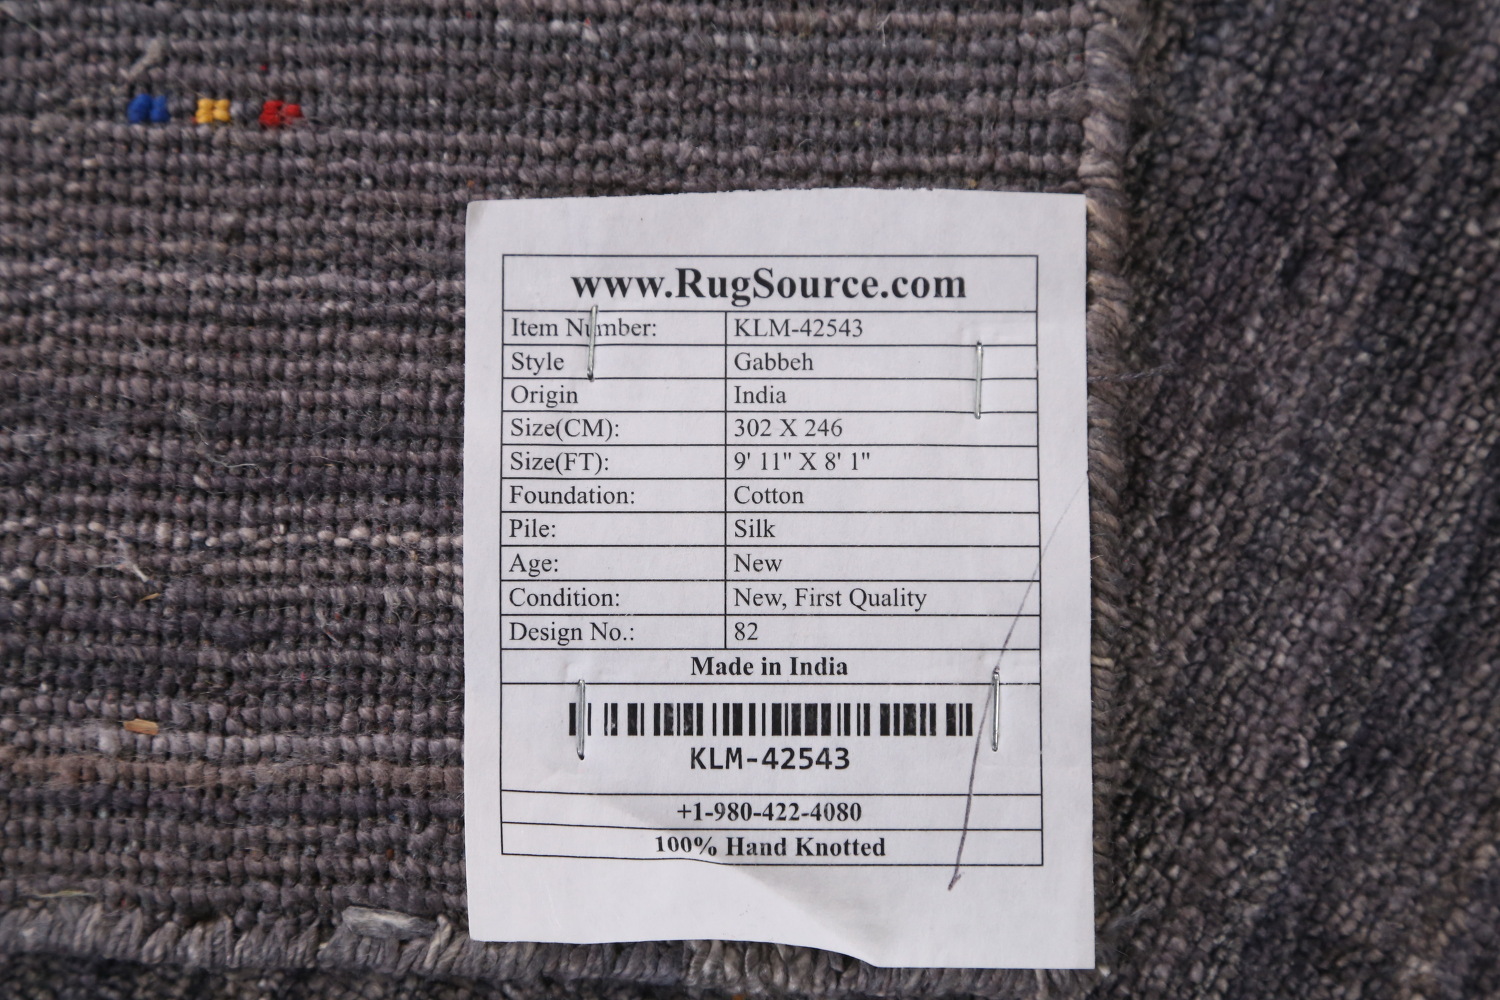 www.RugSource.com
Item Number: KLM-42543
Style Gabbeh
Origin India
Size(CM): 302 X 246
Size(FT): 9' 11" X 8' 1"
Foundation: Cotton
Pile: Silk
Age: New
Condition: New, First Quality
Design No.: 82
Made in India
KLM-42543
+1-980-422-4080
100% Hand Knotted